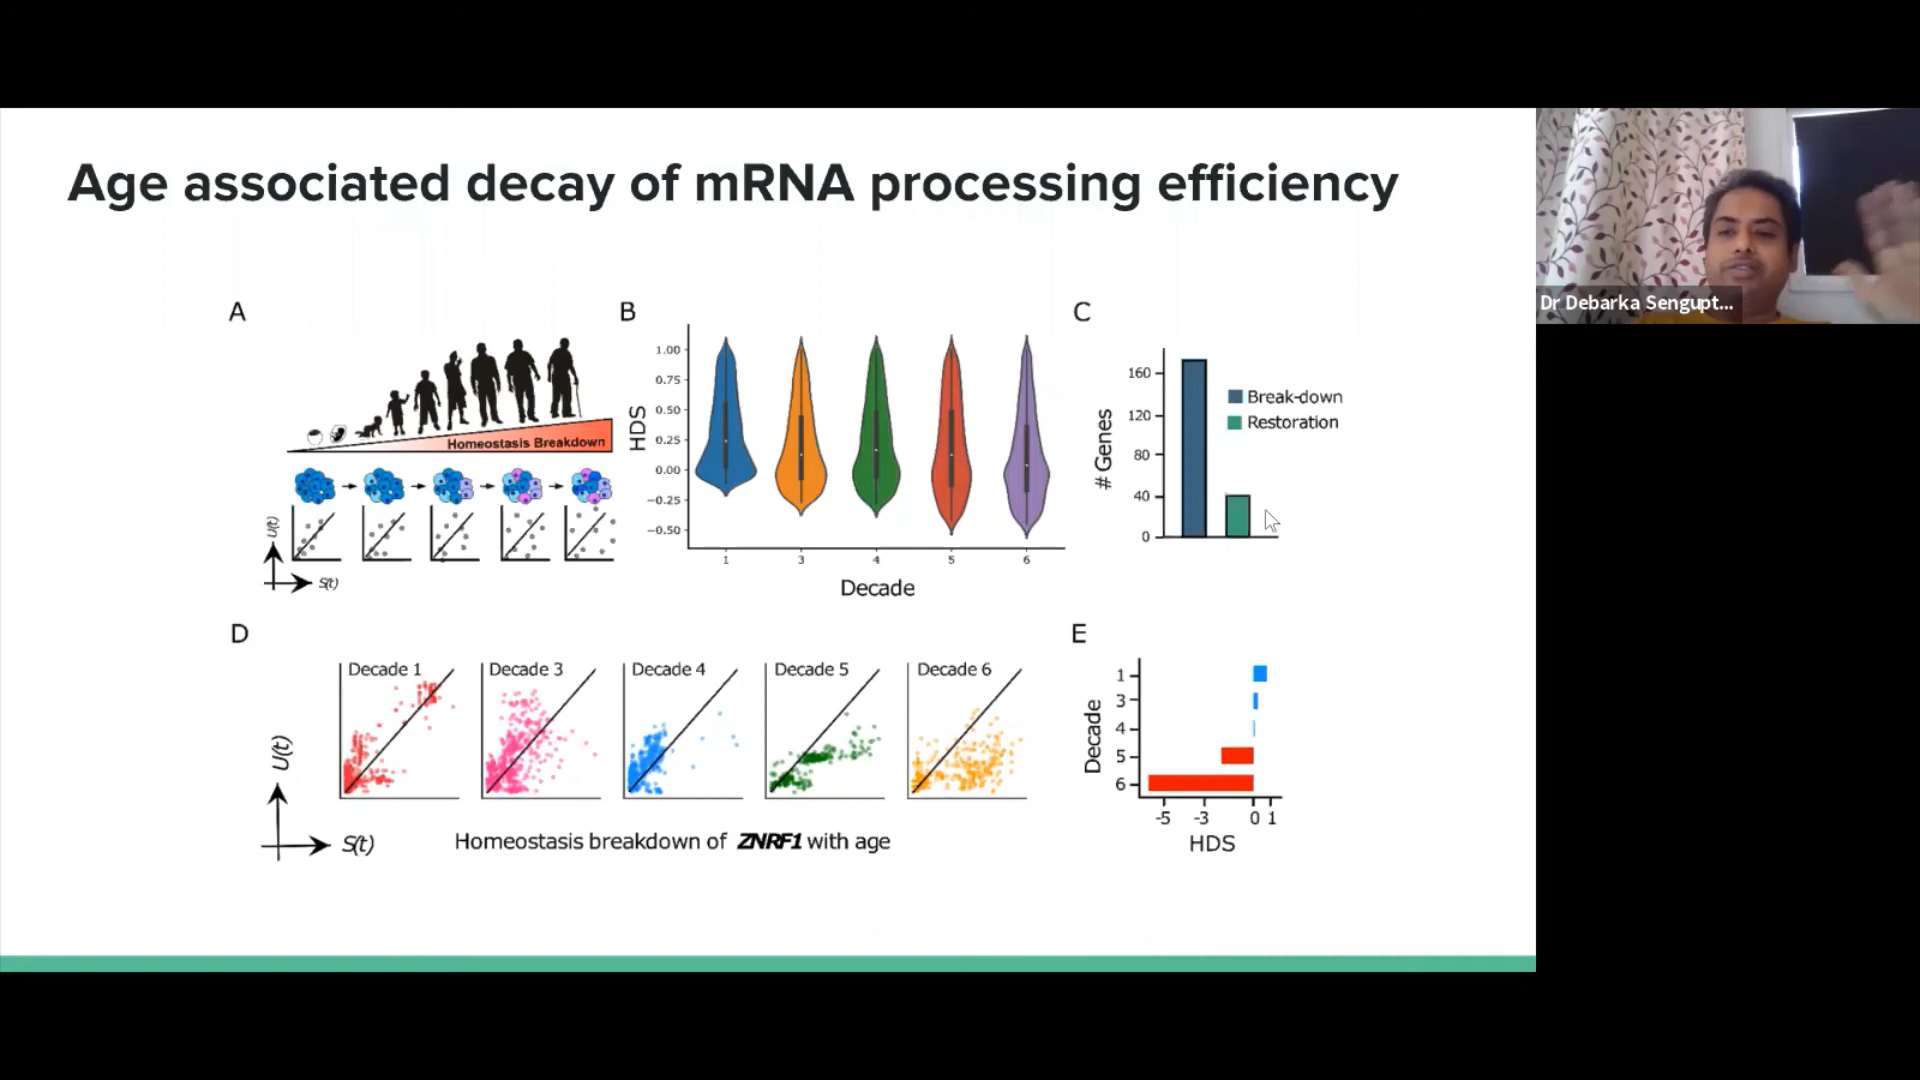 Age associated decay of mRNA processing efficiency
Dr Debarka Sengupt...
A
Homeostasis Breakdown
U(t)
S(t)
B
HDS
1.00
0.75
0.50
0.25
0.00
−0.25
−0.50
1 3 4 5 6
Decade
C
# Genes
160
120
80
40
0
Break-down
Restoration
D
Decade 1
Decade 3
Decade 4
Decade 5
Decade 6
U(t)
S(t)
Homeostasis breakdown of ZNRF1 with age
E
Decade
1
3
4
5
6
-5 -3 0 1
HDS